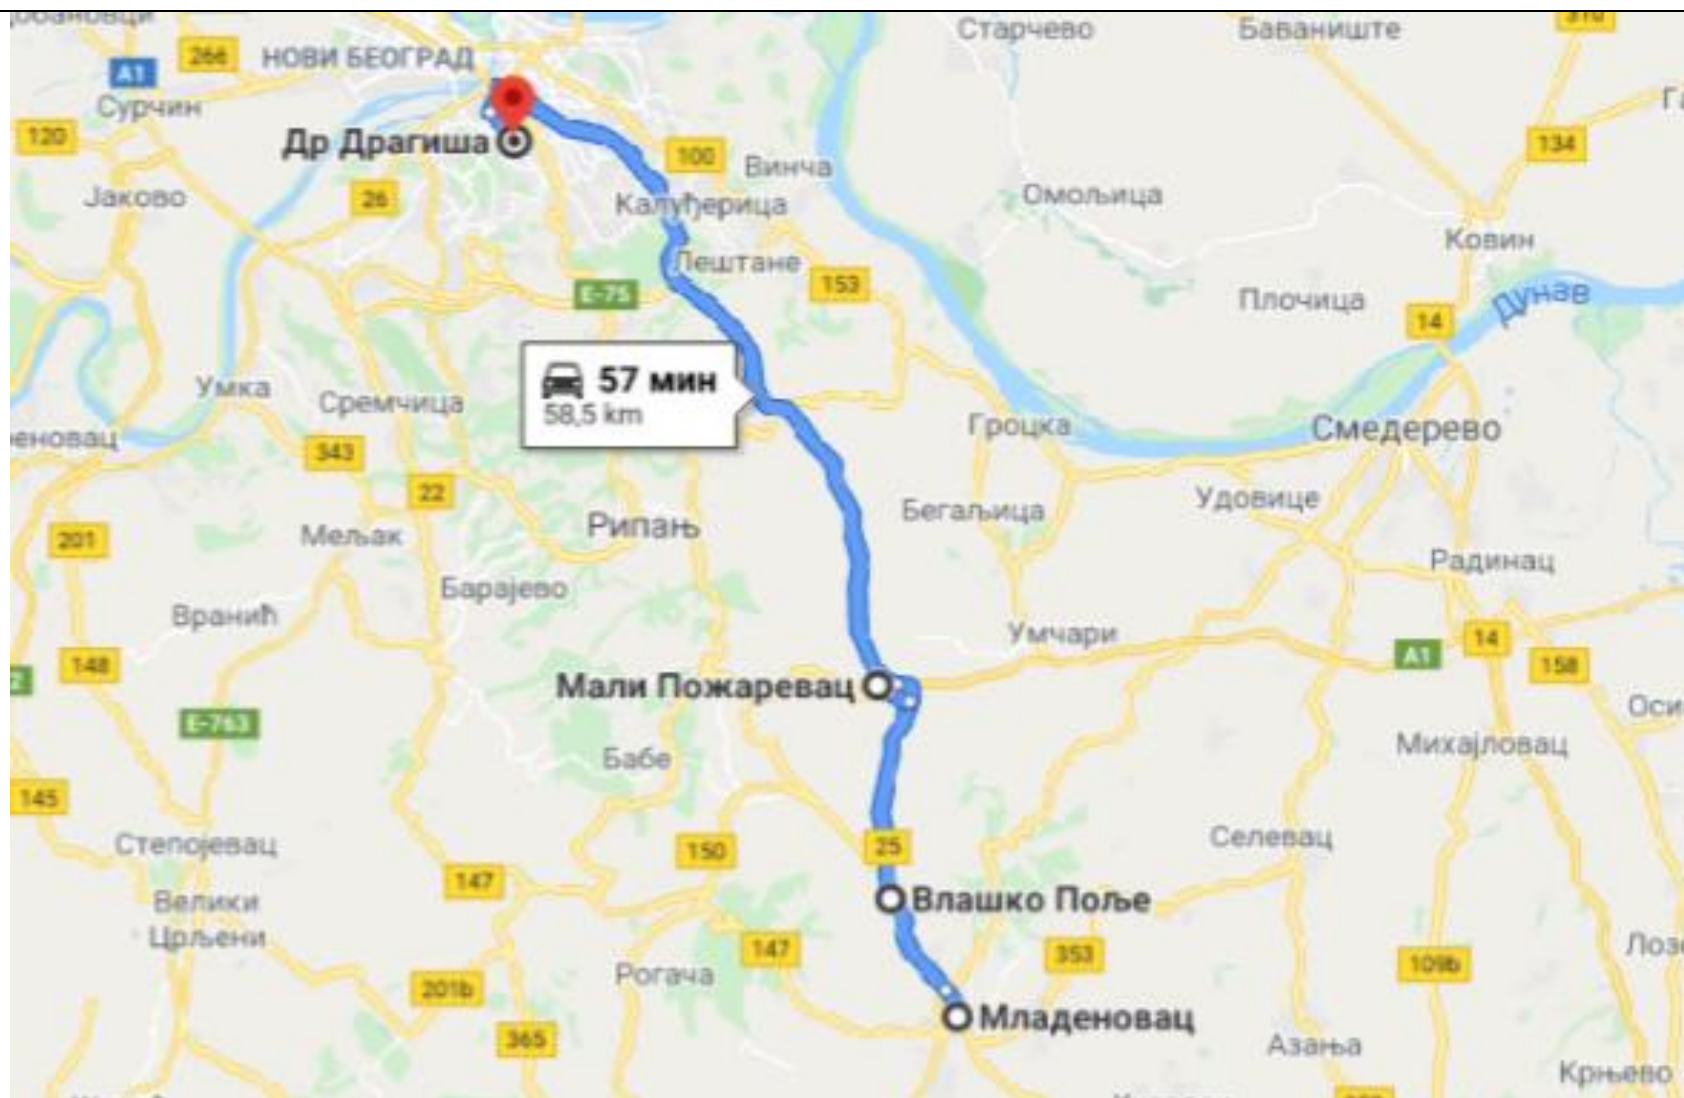 266
НОВИ БЕОГРАД
Старчево
Баваниште
310
A1
Сурчин
120
Др Драгиша
100
Винча
134
Јаково
26
Калуђерица
Омољица
Ковин
Лештане
E-75
153
Плочица
14
Дунав
57 мин
58,5 km
Умка
Сремчица
Гроцка
Смедерево
343
22
Бегаљица
Удовице
201
Мељак
Рипањ
Радинац
Барајево
Вранић
Умчари
148
A1
14
158
Мали Пожаревац
E-763
Бабе
Михајловац
145
Степојевац
150
25
Селевац
147
Велики
Црљени
Влашко Поље
147
353
109b
Рогача
201b
Младеновац
365
Азања
Крњево